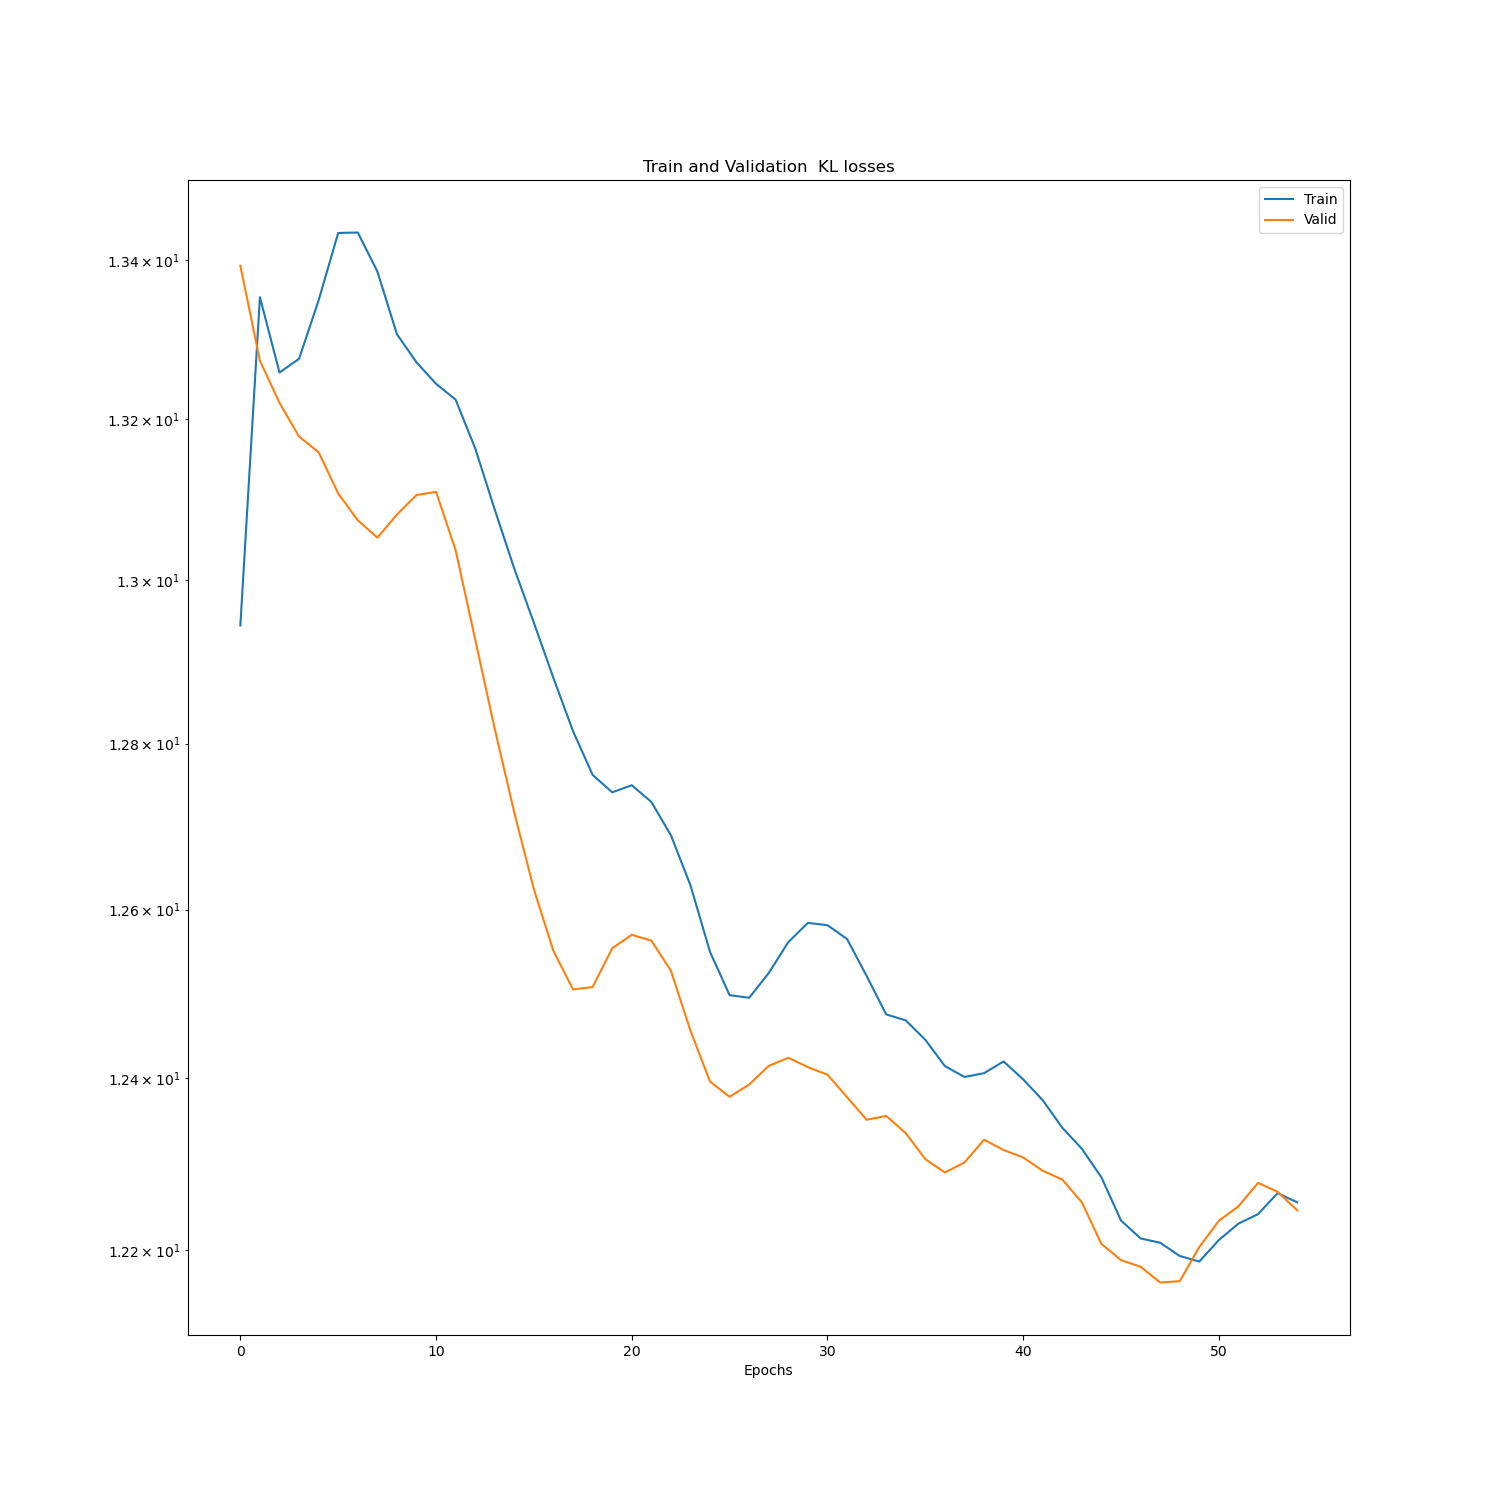 Train and Validation  KL losses
Train
Valid
1.34 × 10¹
1.32 × 10¹
1.3 × 10¹
1.28 × 10¹
1.26 × 10¹
1.24 × 10¹
1.22 × 10¹
0 10 20 30 40 50
Epochs